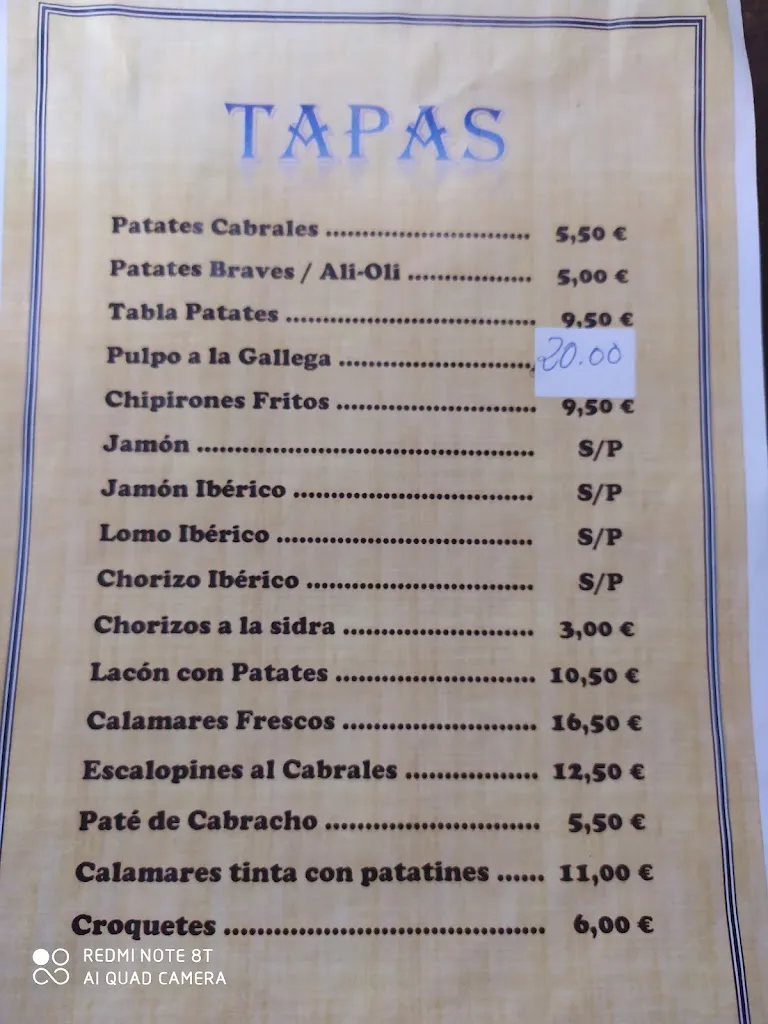 TAPAS
Patates Cabrales .......................... 5,50 €
Patates Braves / Ali-Oli ................ 5,00 €
Tabla Patates ................................ 9,50 €
Pulpo a la Gallega ......................... 20.00
Chipirones Fritos .......................... 9,50 €
Jamón ............................................ S/P
Jamón Ibérico ............................... S/P
Lomo Ibérico ................................. S/P
Chorizo Ibérico ............................. S/P
Chorizos a la sidra ........................ 3,00 €
Lacón con Patates ......................... 10,50 €
Calamares Frescos ........................ 16,50 €
Escalopines al Cabrales ................. 12,50 €
Paté de Cabracho ........................... 5,50 €
Calamares tinta con patatines ...... 11,00 €
Croquetes ........................................ 6,00 €
REDMI NOTE 8T
AI QUAD CAMERA